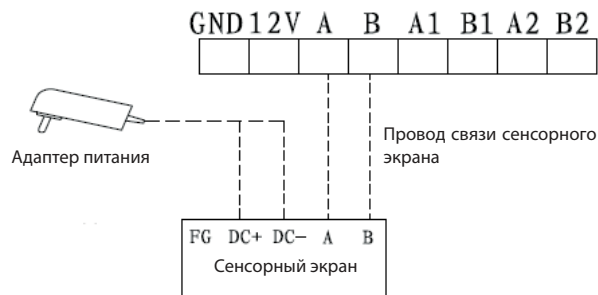 GND 12V A B A1 B1 A2 B2
Провод связи сенсорного
экрана
Адаптер питания
FG DC+ DC- A B
Сенсорный экран